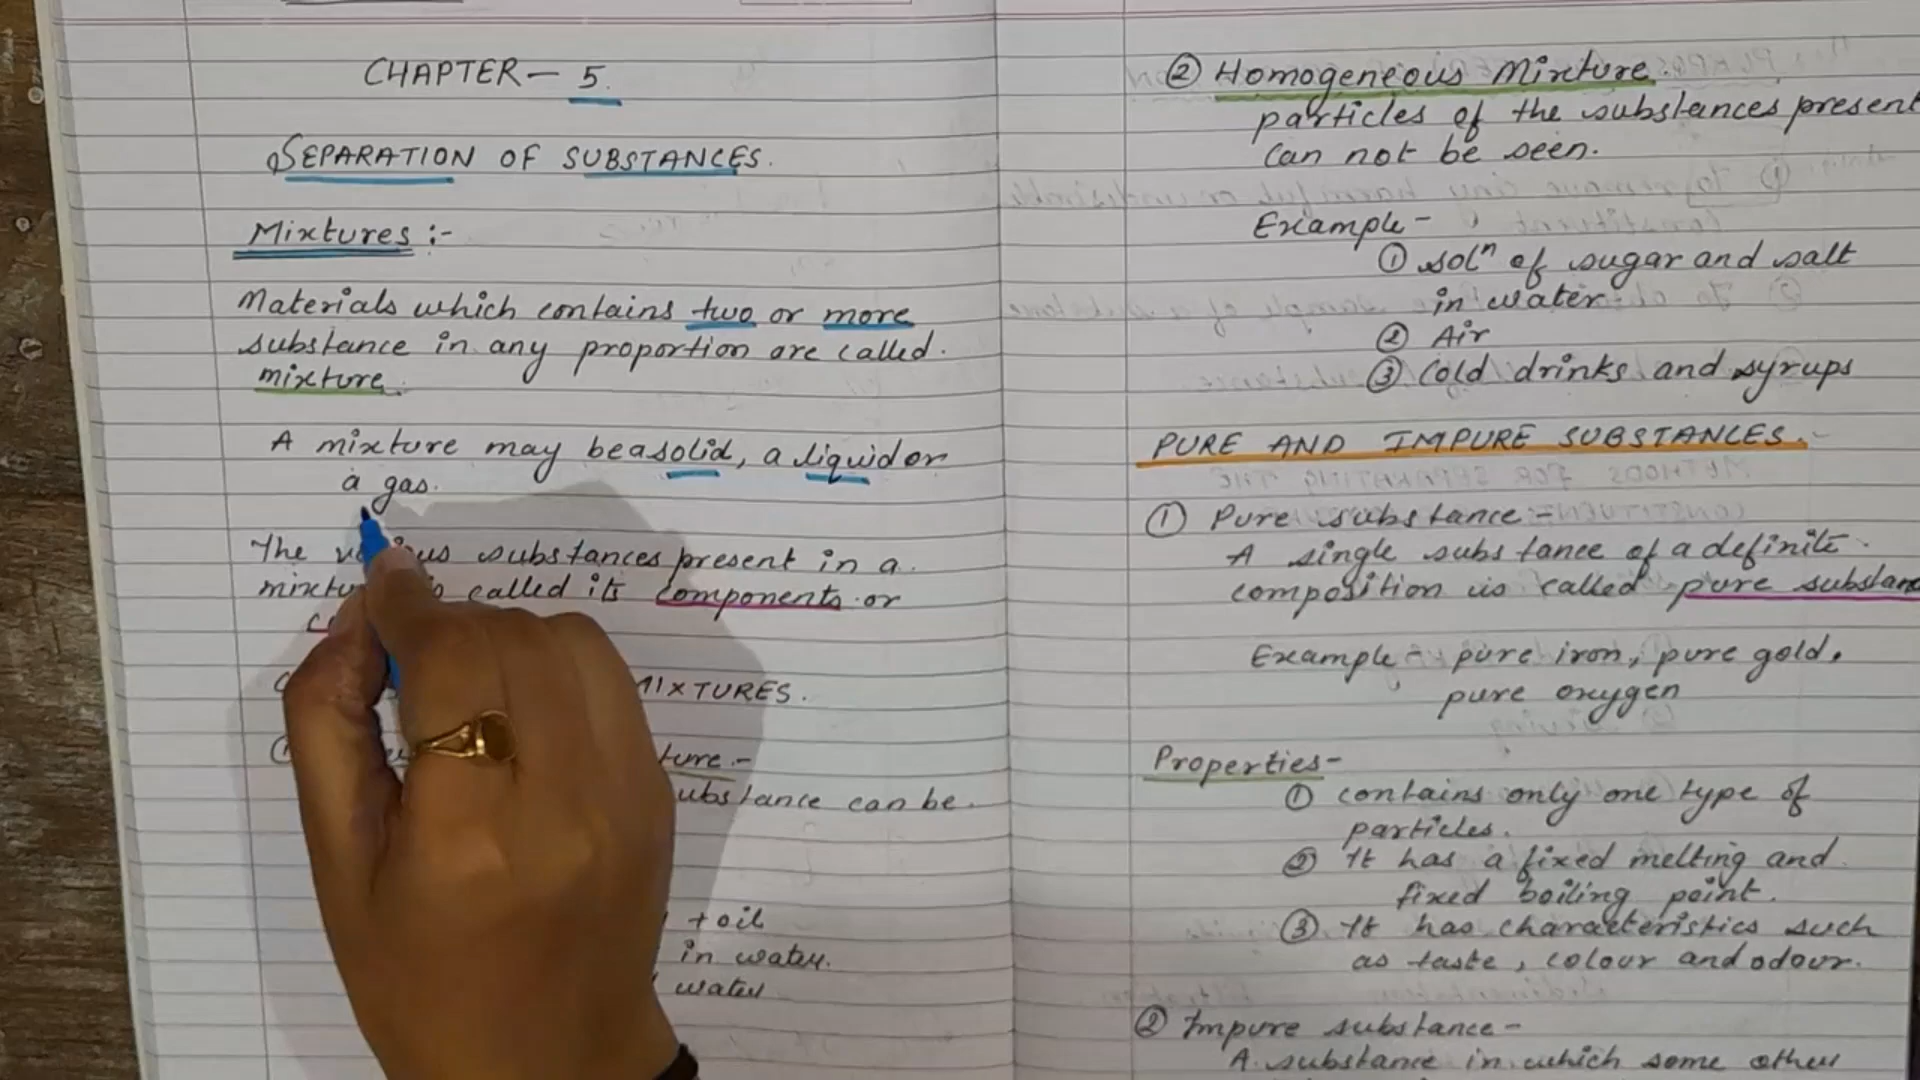 CHAPTER – 5.
SEPARATION OF SUBSTANCES.
Mixtures :-
Materials which contains two or more
substance in any proportion are called.
mixture.
A mixture may be a solid, a liquid or
a gas.
The substances present in a.
called its components or
MIXTURES.
ture -
ubstance can be.
+ oil
in water.
water
② Homogeneous Mixture.
particles of the substances present
can not be seen.
Example -
① solⁿ of sugar and salt
in water
② Air
③ cold drinks and syrups
PURE AND IMPURE SUBSTANCES. -
① Pure substance -
A single substance of a definite.
composition is called pure substanc
Example - pure iron, pure gold,
pure oxygen
Properties -
① contains only one type of
particles.
② It has a fixed melting and
fixed boiling point.
③ It has characteristics such
as taste, colour and odour.
② Impure substance -
A substance in which some other